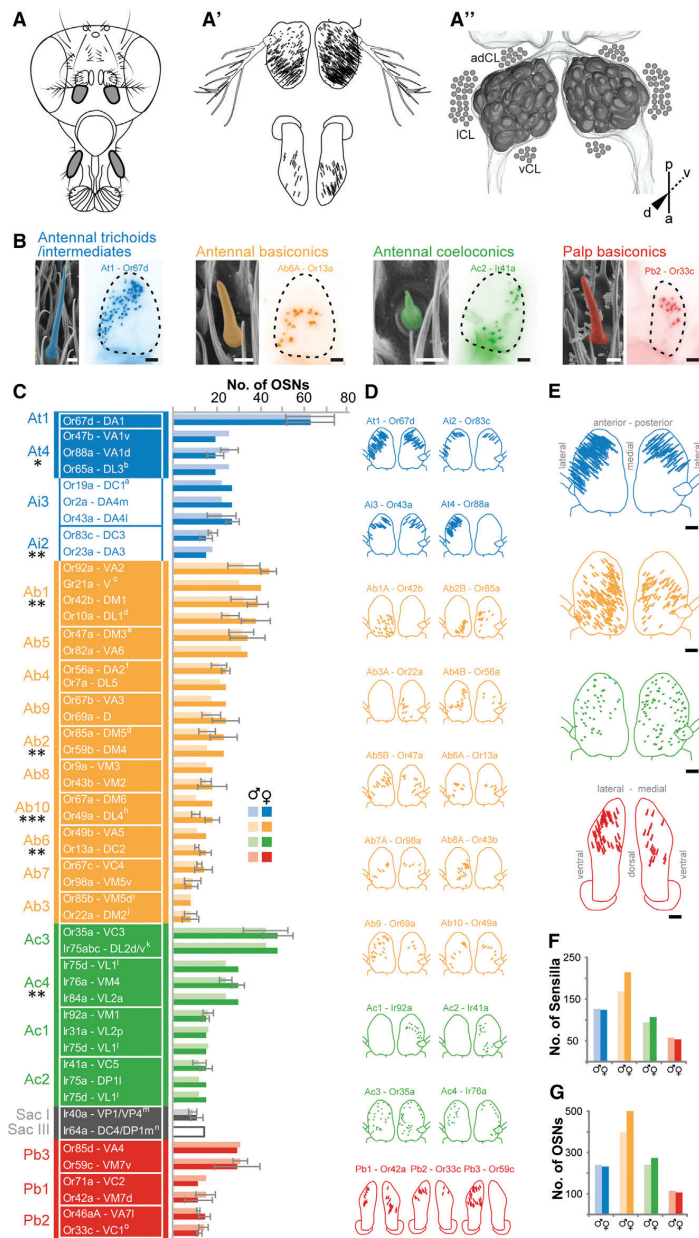 A
A'
A''
adCL
lCL
vCL
p
v
d
a
B
Antennal trichoids
/intermediates
At1 - Or67d
Antennal basiconics
Ab6A - Or13a
Antennal coeloconics
Ac2 - Ir41a
Palp basiconics
Pb2 - Or33c
C
No. of OSNs
0
20
40
60
80
At1
Or67d - DA1
At4
*
Or47b - VA1v
Or88a - VA1d
Or65a - DL3b
Ai3
Or19a - DC1a
Or2a - DA4m
Or43a - DA4l
Ai2
**
Or83c - DC3
Or23a - DA3
Ab1
**
Or92a - VA2
Gr21a - V c
Or42b - DM1
Or10a - DL1d
Ab5
Or47a - DM3e
Or82a - VA6
Ab4
Or56a - DA2f
Or7a - DL5
Ab9
Or67b - VA3
Or69a - D
Ab2
**
Or85a - DM5g
Or59b - DM4
Ab8
Or9a - VM3
Or43b - VM2
Ab10
***
Or67a - DM6
Or49a - DL4h
Ab6
**
Or49b - VA5
Or13a - DC2
Ab7
Or67c - VC4
Or98a - VM5v
Ab3
Or85b - VM5di
Or22a - DM2j
Ac3
Or35a - VC3
Ir75abc - DL2d/vk
Ac4
**
Ir75d - VL1l
Ir76a - VM4
Ir84a - VL2a
Ac1
Ir92a - VM1
Ir31a - VL2p
Ir75d - VL1l
Ac2
Ir41a - VC5
Ir75a - DP1l
Ir75d - VL1l
Sac I
Ir40a - VP1/VP4m
Sac III
Ir64a - DC4/DP1mn
Pb3
Or85d - VA4
Or59c - VM7v
Pb1
Or71a - VC2
Or42a - VM7d
Pb2
Or46aA - VA7l
Or33c - VC1o
♂ ♀
D
At1 - Or67d
Ai2 - Or83c
Ai3 - Or43a
At4 - Or88a
Ab1A - Or42b
Ab2B - Or85a
Ab3A - Or22a
Ab4B - Or56a
Ab5B - Or47a
Ab6A - Or13a
Ab7A - Or98a
Ab8A - Or43b
Ab9 - Or69a
Ab10 - Or49a
Ac1 - Ir92a
Ac2 - Ir41a
Ac3 - Or35a
Ac4 - Ir76a
Pb1 - Or42a
Pb2 - Or33c
Pb3 - Or59c
E
anterior - posterior
lateral
medial
lateral
lateral - medial
ventral
dorsal
ventral
F
No. of Sensilla
250
150
50
♂♀ ♂♀ ♂♀ ♂♀
G
No. of OSNs
500
300
100
♂♀ ♂♀ ♂♀ ♂♀